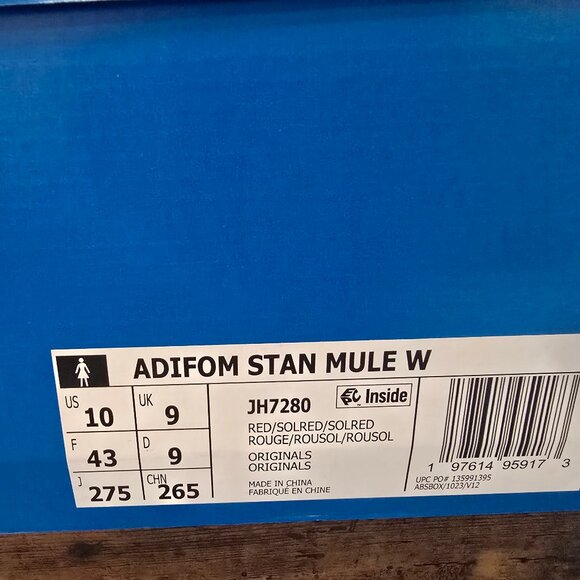 ADIFOM STAN MULE W
US 10 UK 9
F 43 D 9
J 275 CHN 265
JH7280 Inside
RED/SOLRED/SOLRED
ROUGE/ROUSOL/ROUSOL
ORIGINALS
ORIGINALS
MADE IN CHINA
FABRIQUE EN CHINE
1 97614 95917 3
UPC PO# 135991395
ABSBOX/1023/V12